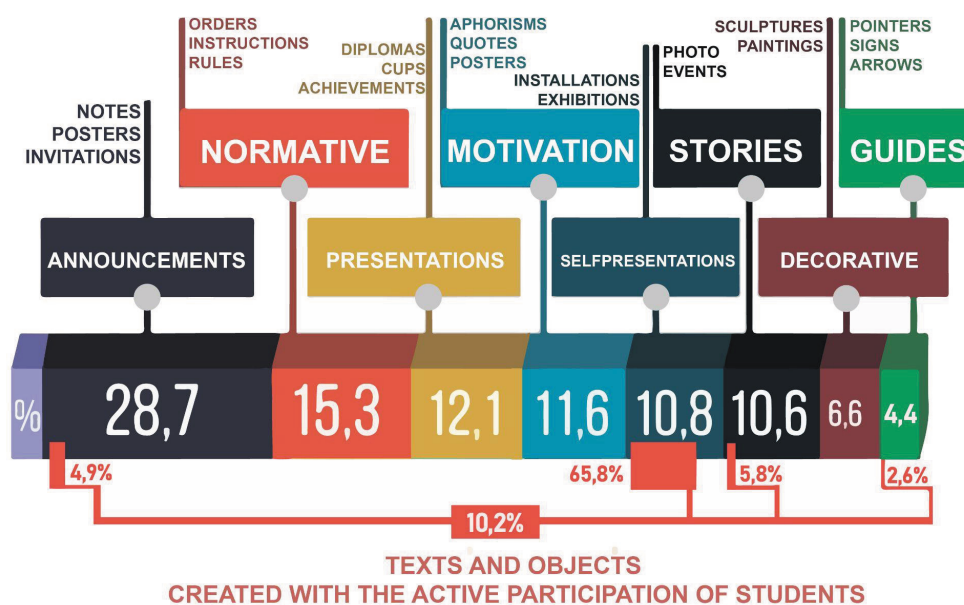 ORDERS
INSTRUCTIONS
RULES
DIPLOMAS
CUPS
ACHIEVEMENTS
APHORISMS
QUOTES
POSTERS
INSTALLATIONS
EXHIBITIONS
PHOTO
EVENTS
SCULPTURES
PAINTINGS
POINTERS
SIGNS
ARROWS
NOTES
POSTERS
INVITATIONS
NORMATIVE
MOTIVATION
STORIES
GUIDES
ANNOUNCEMENTS
PRESENTATIONS
SELFPRESENTATIONS
DECORATIVE
% 28,7 15,3 12,1 11,6 10,8 10,6 6,6 4,4
4,9% 65,8% 5,8% 2,6%
10,2%
TEXTS AND OBJECTS
CREATED WITH THE ACTIVE PARTICIPATION OF STUDENTS